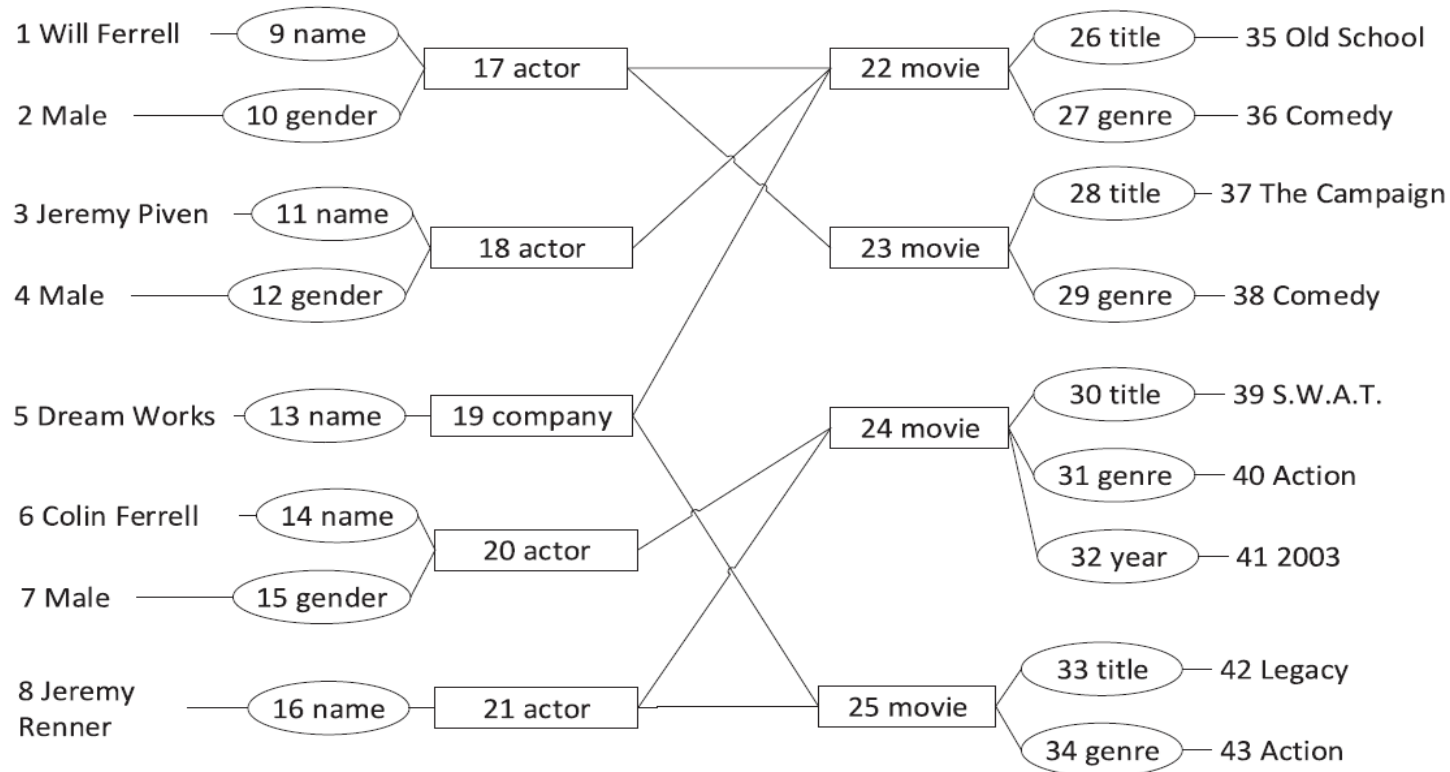 1 Will Ferrell
9 name
17 actor
2 Male
10 gender
3 Jeremy Piven
11 name
18 actor
4 Male
12 gender
5 Dream Works
13 name
19 company
6 Colin Ferrell
14 name
20 actor
7 Male
15 gender
8 Jeremy
Renner
16 name
21 actor
22 movie
26 title
35 Old School
27 genre
36 Comedy
23 movie
28 title
37 The Campaign
29 genre
38 Comedy
24 movie
30 title
39 S.W.A.T.
31 genre
40 Action
32 year
41 2003
25 movie
33 title
42 Legacy
34 genre
43 Action